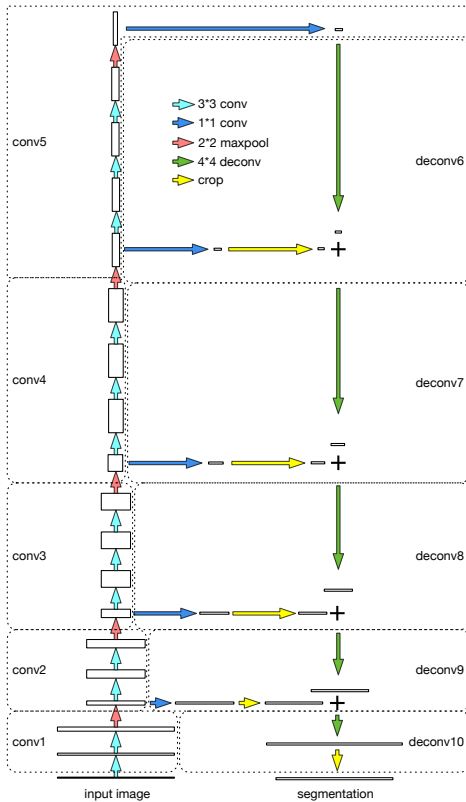 3*3 conv
1*1 conv
2*2 maxpool
4*4 deconv
crop
conv5
deconv6
conv4
deconv7
conv3
deconv8
conv2
deconv9
conv1
deconv10
input image
segmentation